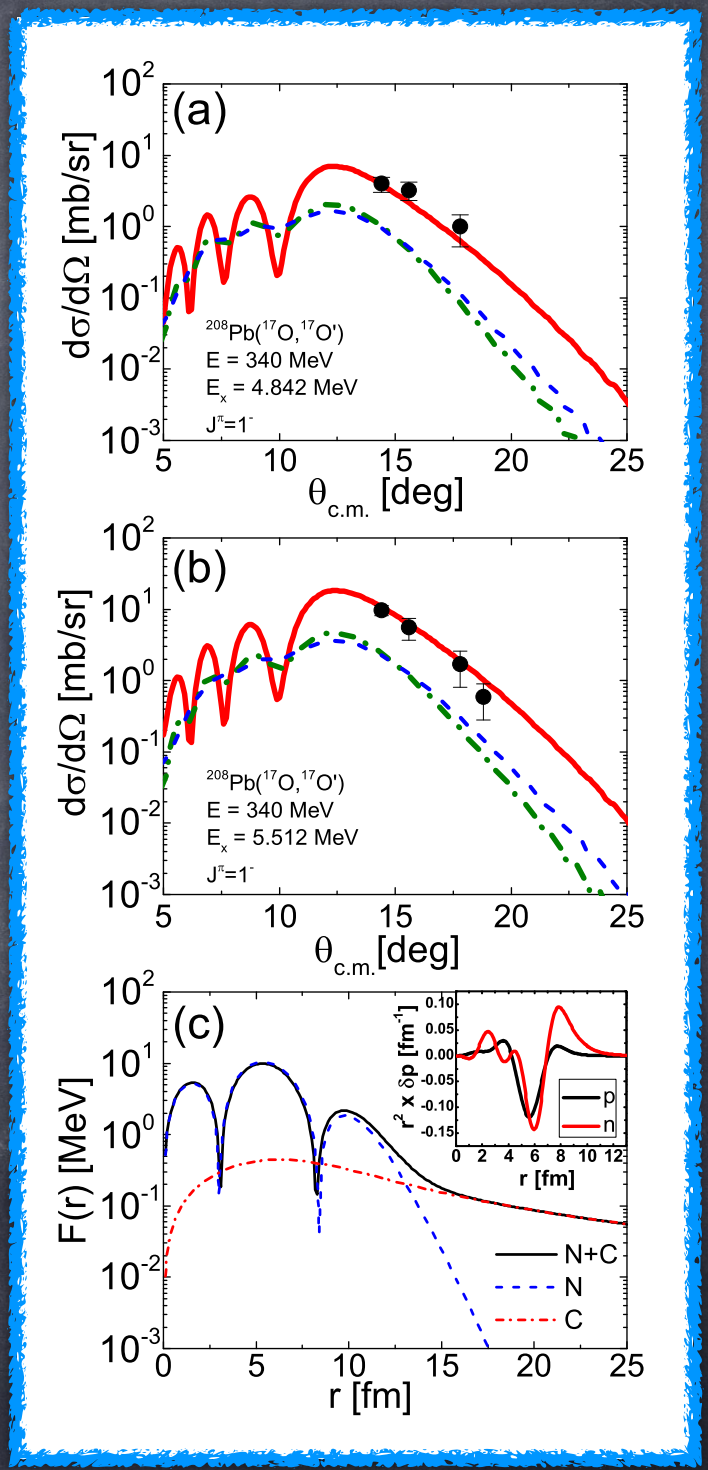 (a)
10²
10¹
10⁰
10⁻¹
10⁻²
10⁻³
dσ/dΩ [mb/sr]
²⁰⁸Pb(¹⁷O,¹⁷O')
E = 340 MeV
Eₓ = 4.842 MeV
Jπ=1⁻
5 10 15 20 25
θc.m. [deg]
(b)
10²
10¹
10⁰
10⁻¹
10⁻²
10⁻³
dσ/dΩ [mb/sr]
²⁰⁸Pb(¹⁷O,¹⁷O')
E = 340 MeV
Eₓ = 5.512 MeV
Jπ=1⁻
5 10 15 20 25
θc.m.[deg]
(c)
10²
10¹
10⁰
10⁻¹
10⁻²
10⁻³
F(r) [MeV]
0.10
0.05
0.00
-0.05
-0.10
-0.15
r² x δp [fm⁻¹]
p
n
0 2 4 6 8 10 12
r [fm]
N+C
N
C
0 5 10 15 20 25
r [fm]